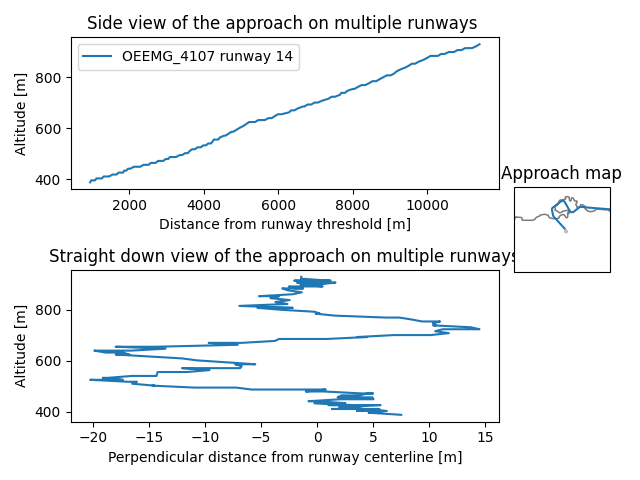 Side view of the approach on multiple runways
OEEMG_4107 runway 14
Altitude [m]
800
600
400
2000 4000 6000 8000 10000
Distance from runway threshold [m]
Approach map
Straight down view of the approach on multiple runways
Altitude [m]
800
600
400
−20 −15 −10 −5 0 5 10 15
Perpendicular distance from runway centerline [m]